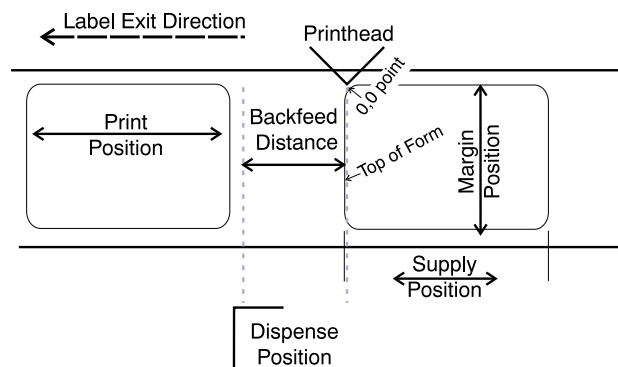 Label Exit Direction
Printhead
0,0 point
Print
Position
Backfeed
Distance
Top of Form
Margin
Position
Supply
Position
Dispense
Position